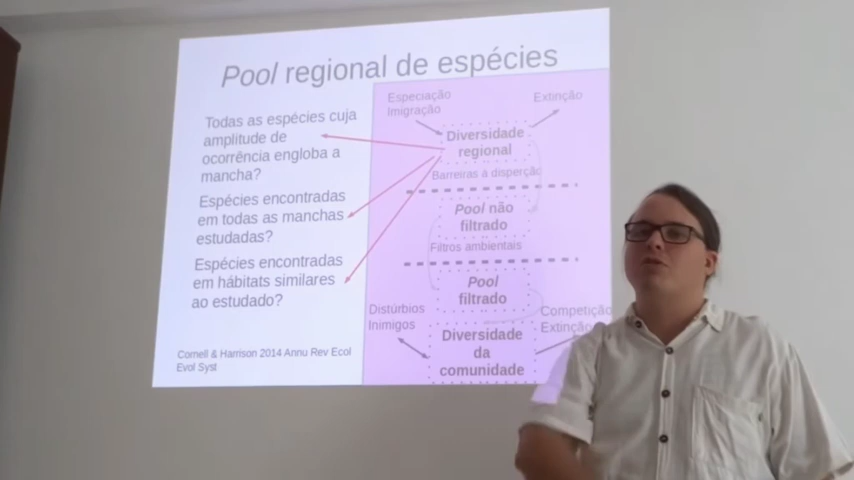 Pool regional de espécies
Todas as espécies cuja
amplitude de
ocorrência engloba a
mancha?
Espécies encontradas
em todas as manchas
estudadas?
Espécies encontradas
em hábitats similares
ao estudado?
Cornell & Harrison 2014 Annu Rev Ecol
Evol Syst
Especiação
Imigração
Extinção
Diversidade
regional
Barreiras à disperção
Pool não
filtrado
Filtros ambientais
Pool
filtrado
Distúrbios
Inimigos
Competição
Extinção
Diversidade
da
comunidade